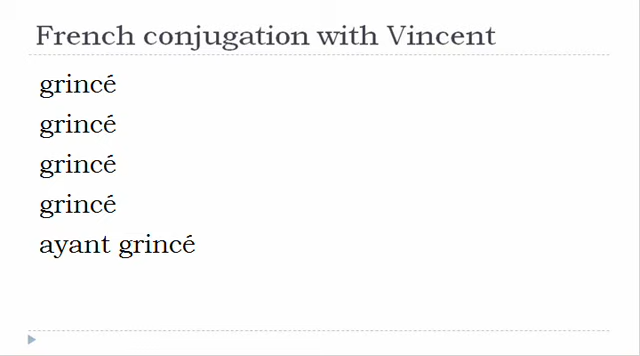 French conjugation with Vincent
grincé
grincé
grincé
grincé
ayant grincé